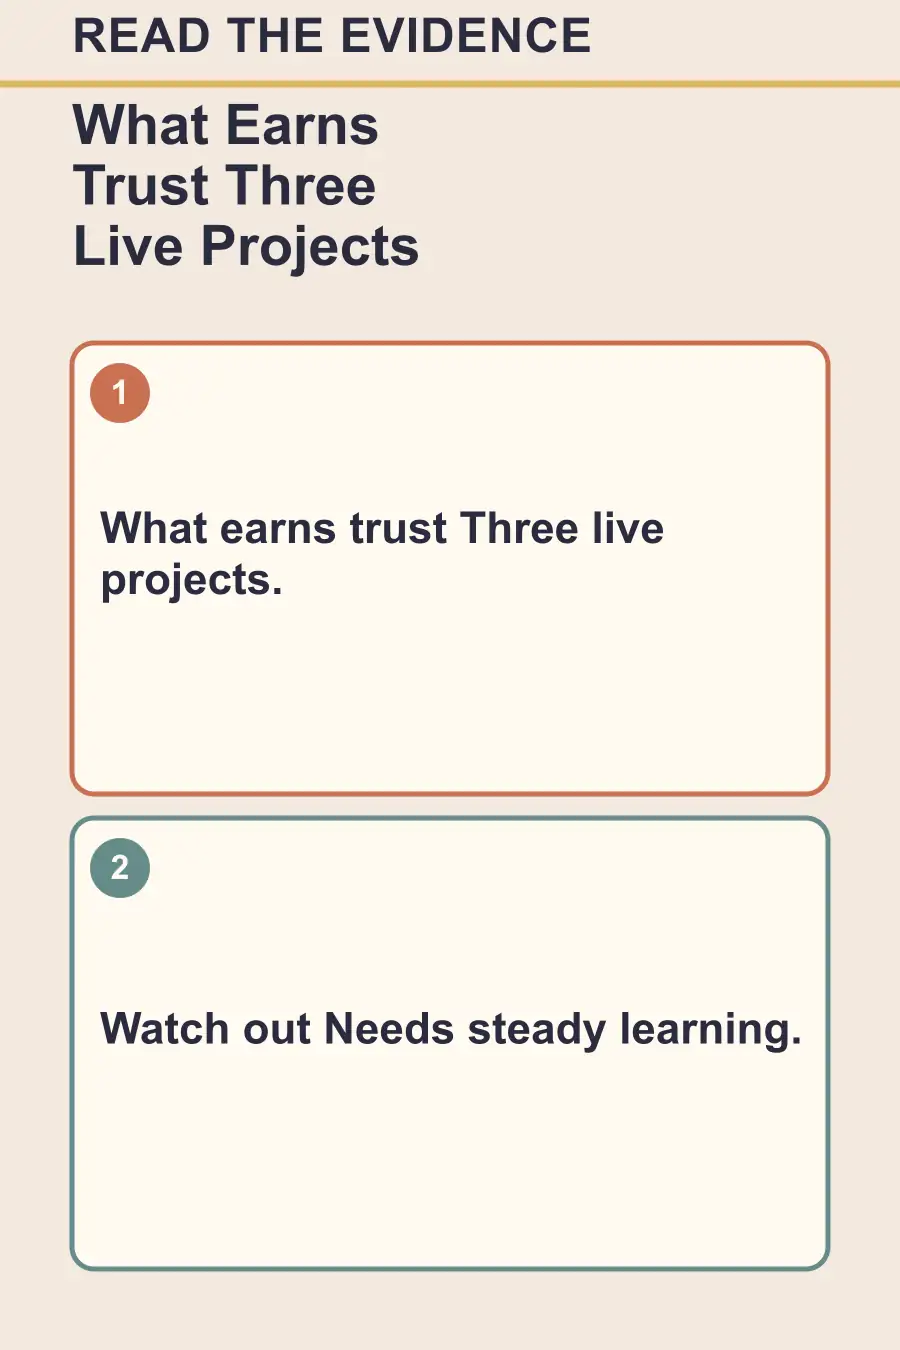 READ THE EVIDENCE
What Earns
Trust Three
Live Projects
1
What earns trust Three live
projects.
2
Watch out Needs steady learning.